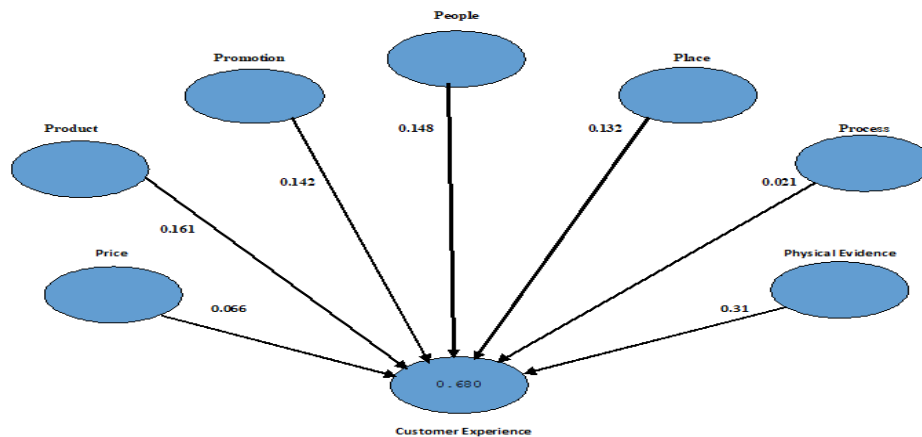 People
Promotion
Place
Product
0.148
0.132
Process
0.142
0.021
0.161
Price
Physical Evidence
0.066
0.31
0.680
Customer Experience